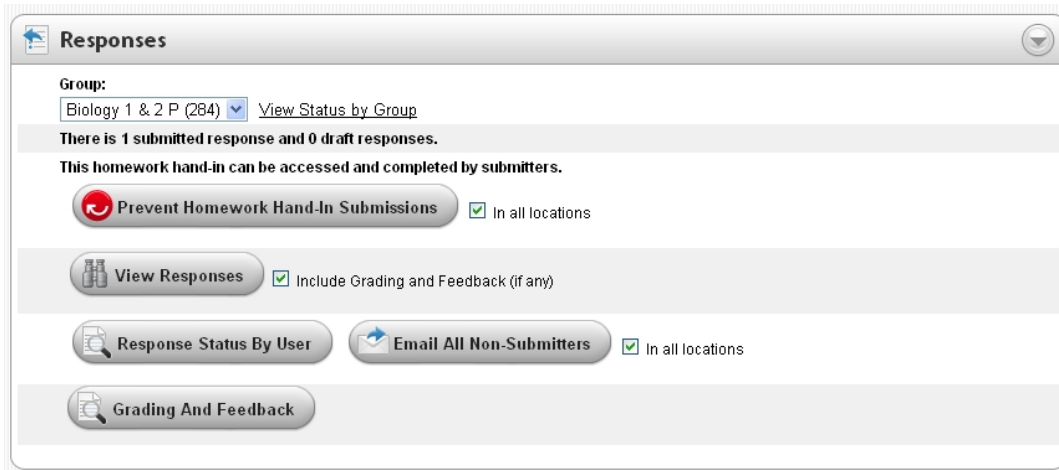 Responses
Group:
Biology 1 & 2 P (284) View Status by Group
There is 1 submitted response and 0 draft responses.
This homework hand-in can be accessed and completed by submitters.
Prevent Homework Hand-In Submissions In all locations
View Responses Include Grading and Feedback (if any)
Response Status By User Email All Non-Submitters In all locations
Grading And Feedback